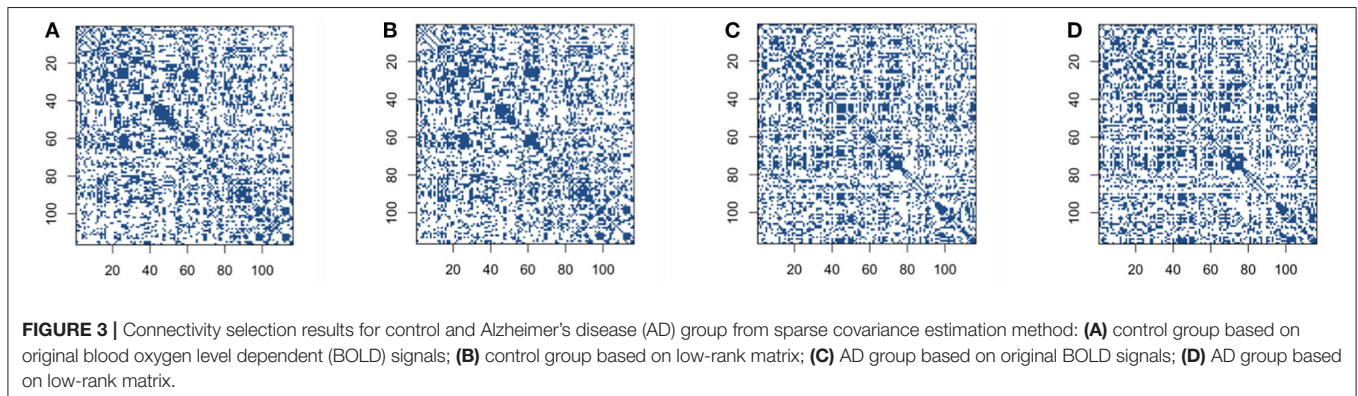 A
B
C
D
20
40
60
80
100
20 40 60 80 100
20
40
60
80
100
20 40 60 80 100
20
40
60
80
100
20 40 60 80 100
20
40
60
80
100
20 40 60 80 100
FIGURE 3 | Connectivity selection results for control and Alzheimer's disease (AD) group from sparse covariance estimation method: (A) control group based on
original blood oxygen level dependent (BOLD) signals; (B) control group based on low-rank matrix; (C) AD group based on original BOLD signals; (D) AD group based
on low-rank matrix.